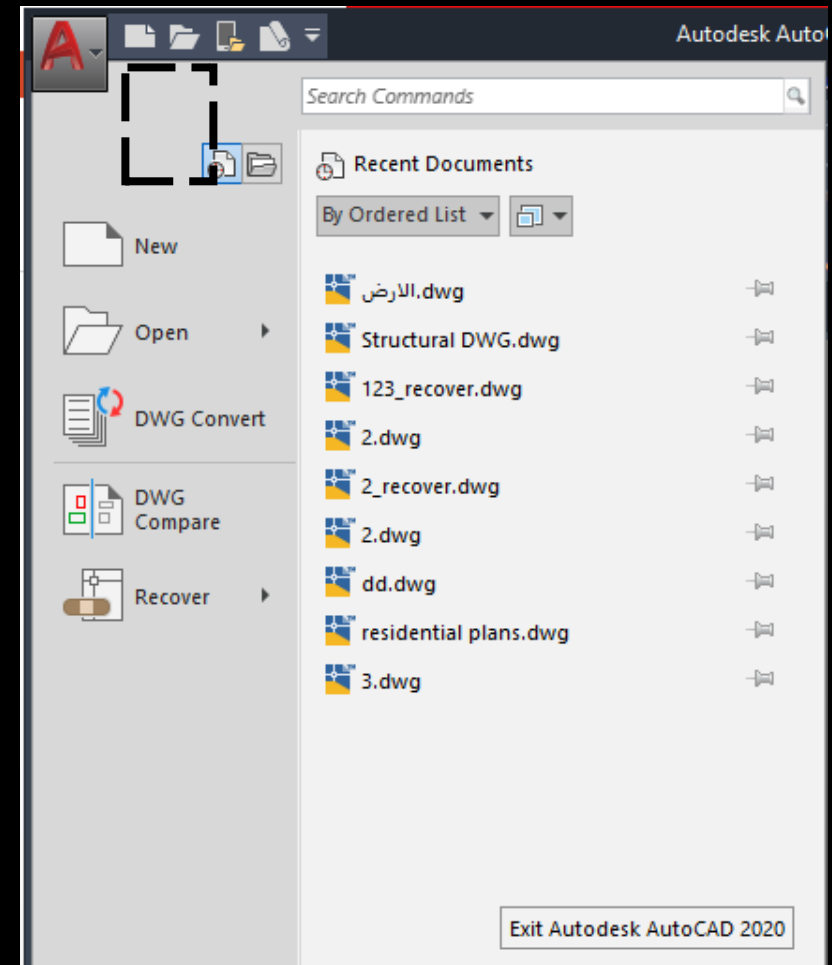 Autodesk Auto
Search Commands
Recent Documents
By Ordered List
New
Open
DWG Convert
DWG
Compare
Recover
الارض.dwg
Structural DWG.dwg
123_recover.dwg
2.dwg
2_recover.dwg
2.dwg
dd.dwg
residential plans.dwg
3.dwg
Exit Autodesk AutoCAD 2020